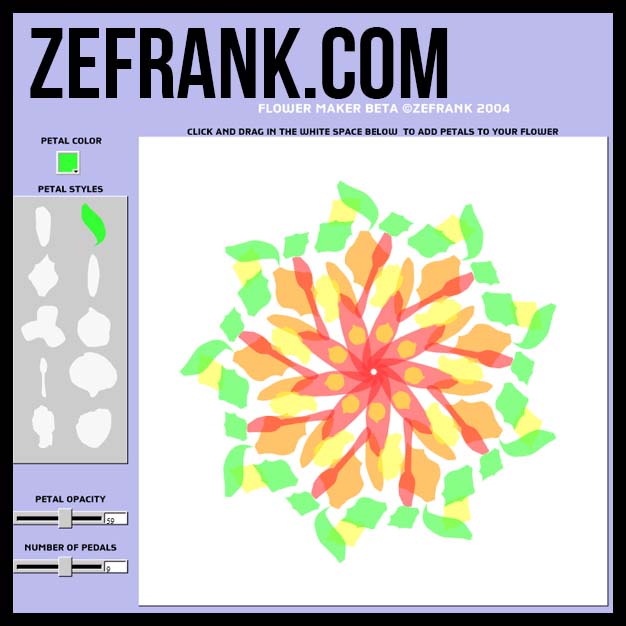 ZEFRANK.COM
FLOWER MAKER BETA ©ZEFRANK 2004
CLICK AND DRAG IN THE WHITE SPACE BELOW TO ADD PETALS TO YOUR FLOWER
PETAL COLOR
PETAL STYLES
PETAL OPACITY
59
NUMBER OF PEDALS
9